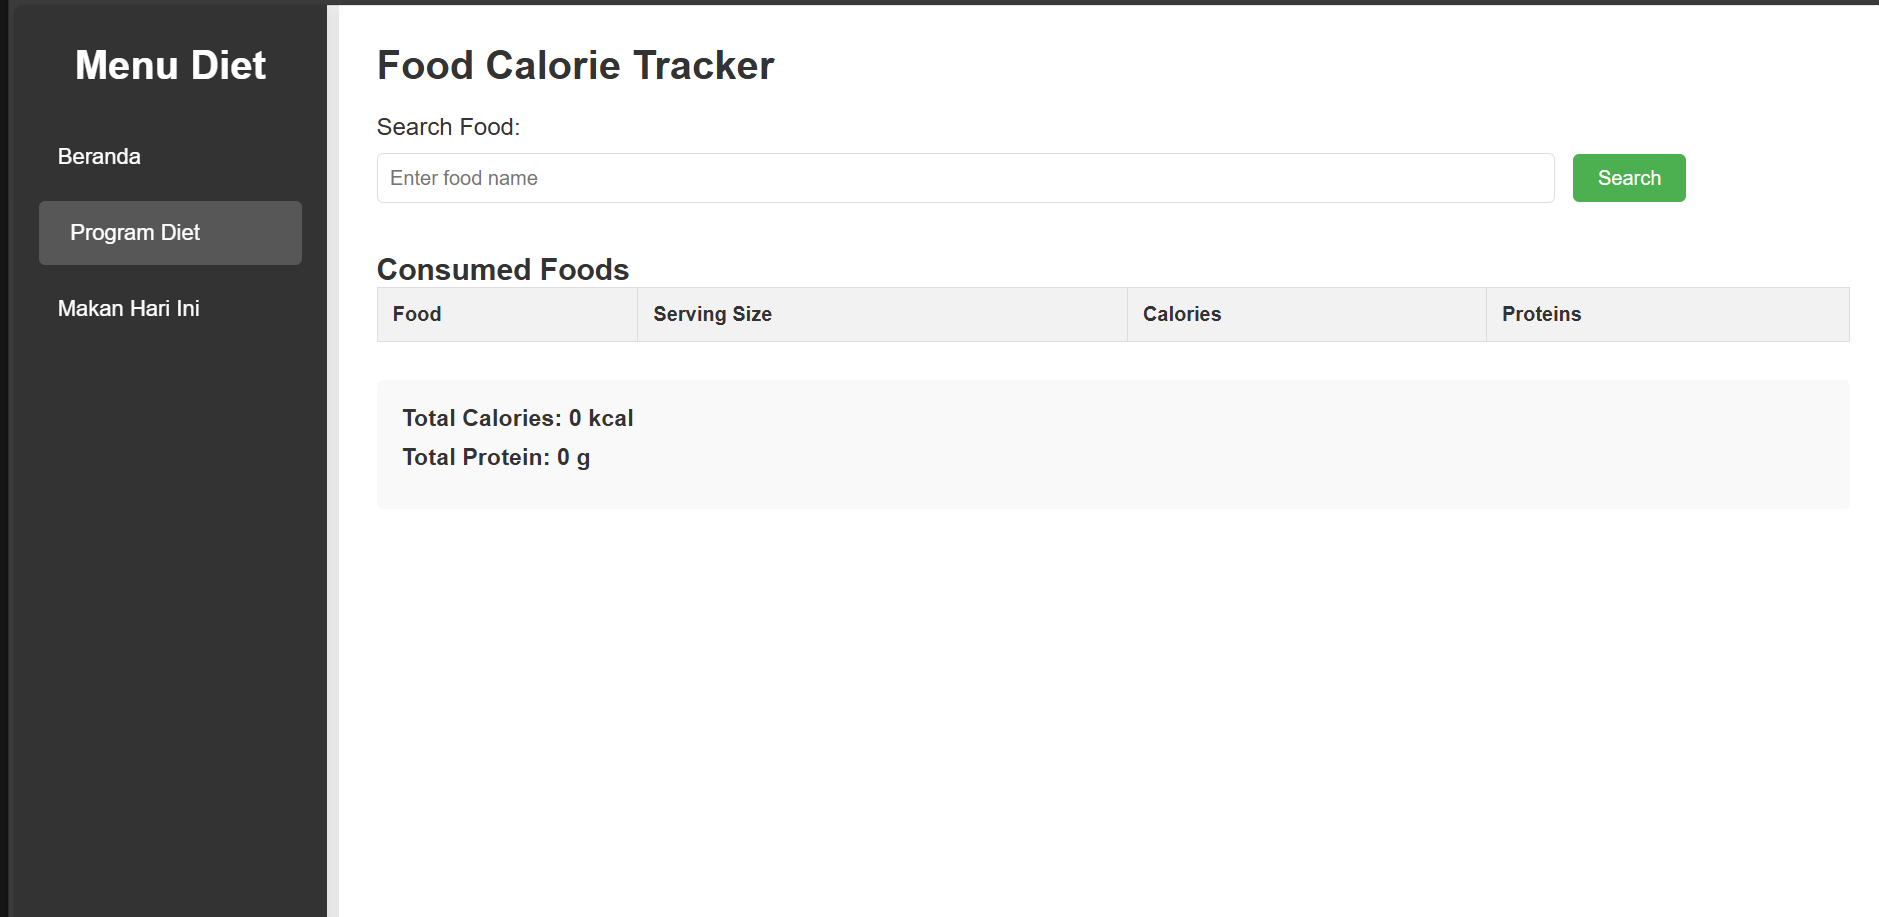 Menu Diet
Beranda
Program Diet
Makan Hari Ini
Food Calorie Tracker
Search Food:
Enter food name
Search
Consumed Foods
Food Serving Size Calories Proteins
Total Calories: 0 kcal
Total Protein: 0 g